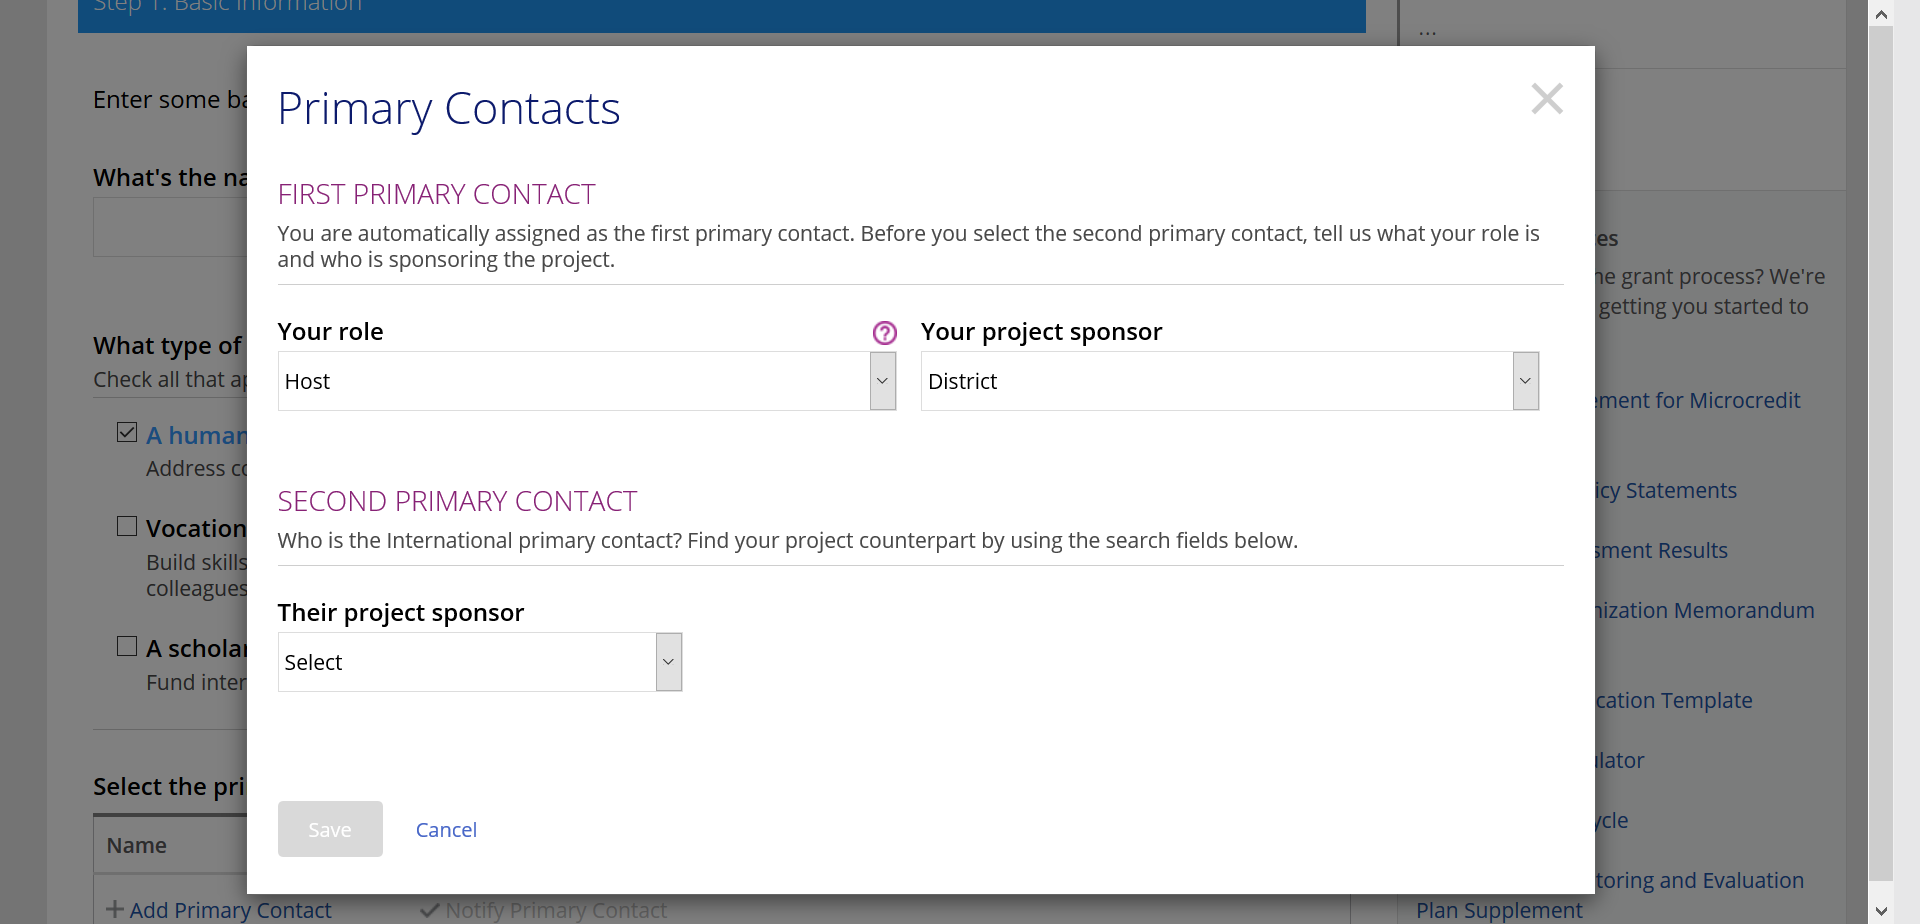 Step 1: Basic Information
...
Enter some ba
Primary Contacts
What's the na
FIRST PRIMARY CONTACT
You are automatically assigned as the first primary contact. Before you select the second primary contact, tell us what your role is
and who is sponsoring the project.
es
ne grant process? We're
getting you started to
Your role
Your project sponsor
What type of
Check all that ap
Host
District
ement for Microcredit
A human
Address co
SECOND PRIMARY CONTACT
icy Statements
Vocation
Who is the International primary contact? Find your project counterpart by using the search fields below.
Build skills
sment Results
colleagues
Their project sponsor
nization Memorandum
A scholar
Select
Fund inter
cation Template
ulator
Select the pri
Save
Cancel
ycle
Name
toring and Evaluation
Add Primary Contact
Notify Primary Contact
Plan Supplement